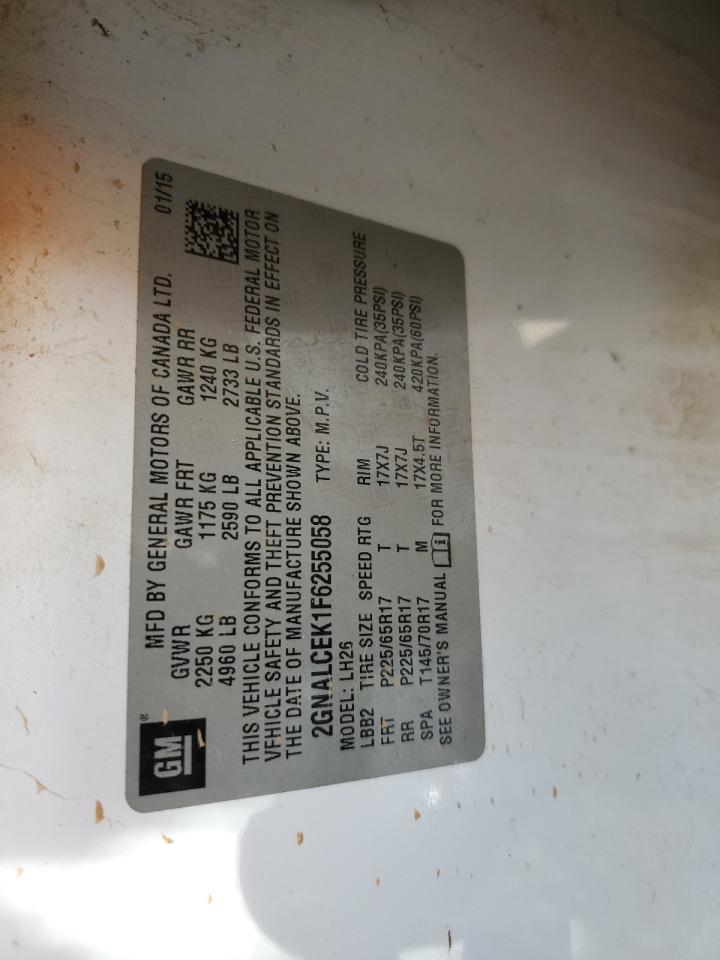 GM®
MFD BY GENERAL MOTORS OF CANADA LTD. 01/15
GVWR GAWR FRT GAWR RR
2250 KG 1175 KG 1240 KG
4960 LB 2590 LB 2733 LB
THIS VEHICLE CONFORMS TO ALL APPLICABLE U.S. FEDERAL MOTOR
VEHICLE SAFETY AND THEFT PREVENTION STANDARDS IN EFFECT ON
THE DATE OF MANUFACTURE SHOWN ABOVE.
2GNALCEK1F6255058 TYPE: M.P.V.
MODEL: LH26
LBB2 TIRE SIZE SPEED RTG RIM COLD TIRE PRESSURE
FRT P225/65R17 T 17X7J 240KPA(35PSI)
RR P225/65R17 T 17X7J 240KPA(35PSI)
SPA T145/70R17 M 17X4.5T 420KPA(60PSI)
SEE OWNER'S MANUAL FOR MORE INFORMATION.